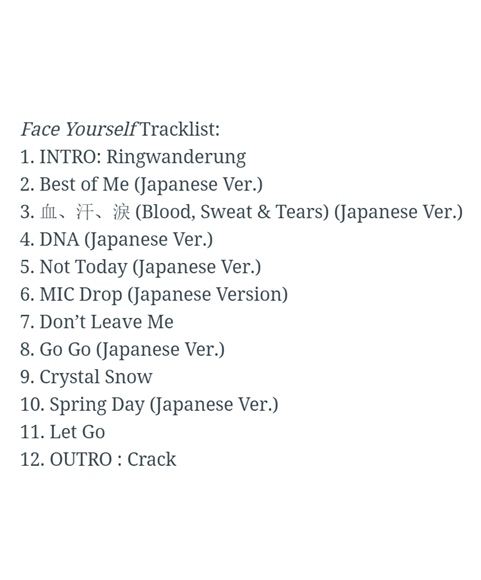 Face Yourself Tracklist:
1. INTRO: Ringwanderung
2. Best of Me (Japanese Ver.)
3. 血、汗、涙 (Blood, Sweat & Tears) (Japanese Ver.)
4. DNA (Japanese Ver.)
5. Not Today (Japanese Ver.)
6. MIC Drop (Japanese Version)
7. Don’t Leave Me
8. Go Go (Japanese Ver.)
9. Crystal Snow
10. Spring Day (Japanese Ver.)
11. Let Go
12. OUTRO : Crack